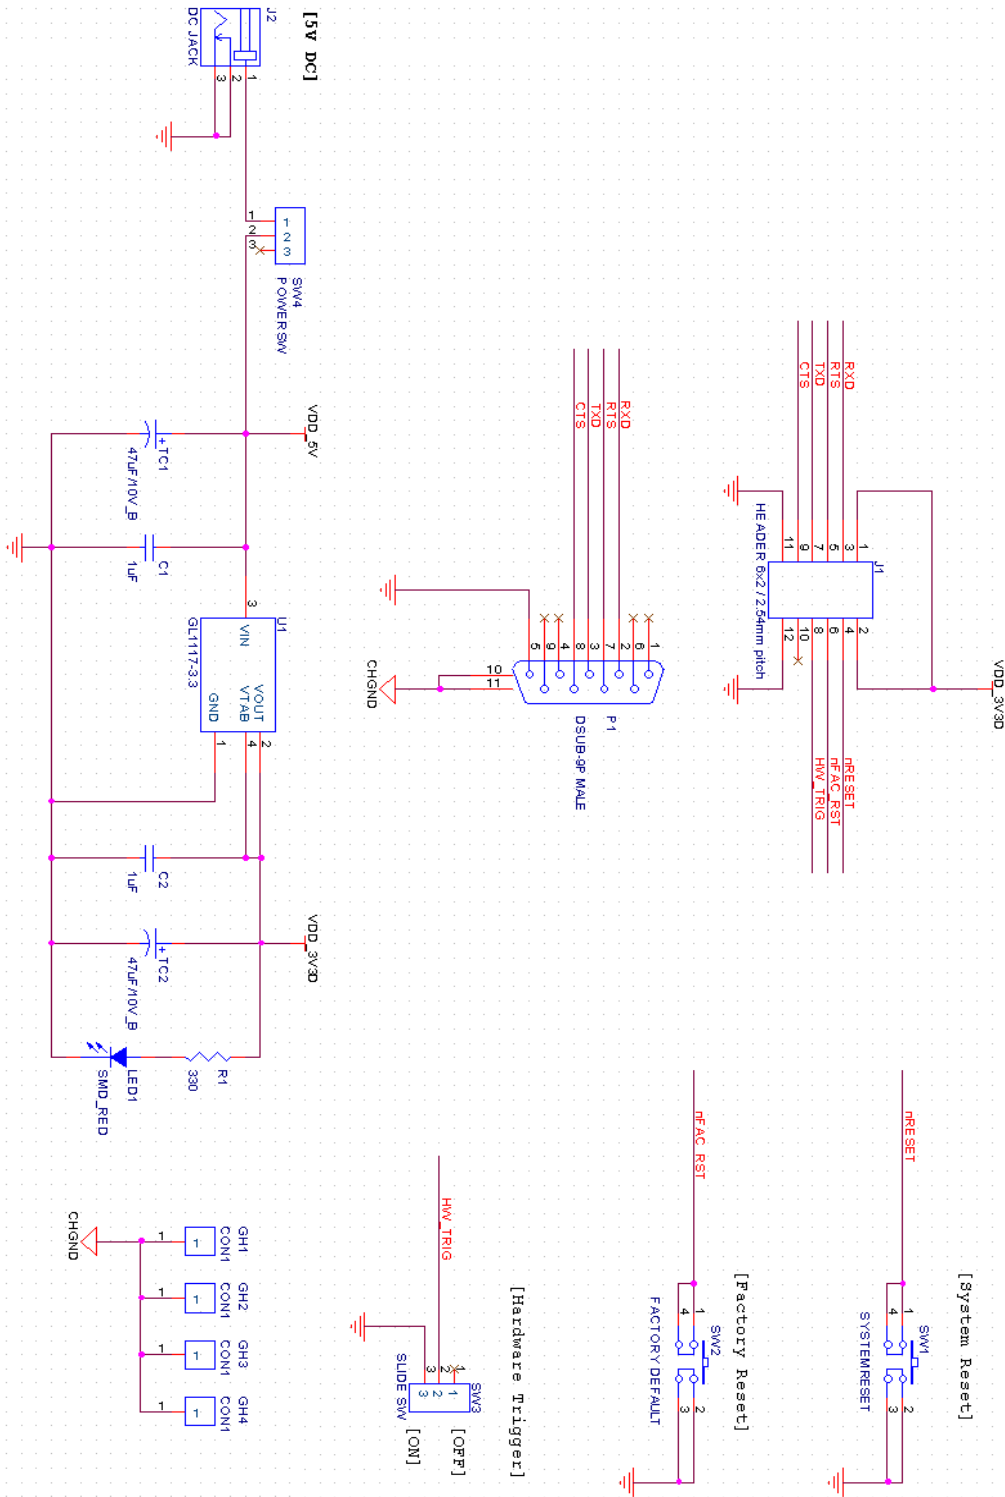 [5V DC]
J2
DC JACK
1
2
3
1
2
3
1
2
3
SW4
POWER SW
VDD_5V
+
TC1
47uF/10V_B
C1
1uF
U1
GL1117-3.3
3
VIN
VOUT
VTAB
GND
2
4
1
C2
1uF
VDD_3V3D
+
TC2
47uF/10V_B
R1
330
LED1
SMD_RED
RXD
RTS
TXD
CTS
1
6
2
7
3
8
4
9
5
10
11
CHGND
P1
DSUB-9P MALE
RXD
RTS
TXD
CTS
1
3
5
7
9
11
J1
HEADER 6x2 / 2.54mm pitch
2
4
6
8
10
12
VDD_3V3D
nRESET
nFAC_RST
HW_TRIG
[System Reset]
nRESET
1
4
SW1
SYSTEM RESET
2
3
[Factory Reset]
nFAC_RST
1
4
SW2
FACTORY DEFAULT
2
3
[Hardware Trigger]
HW_TRIG
1
2
3
1
2
3
SW3
SLIDE SW
[OFF]
[ON]
CHGND
1
1
GH1
CON1
1
1
GH2
CON1
1
1
GH3
CON1
1
1
GH4
CON1